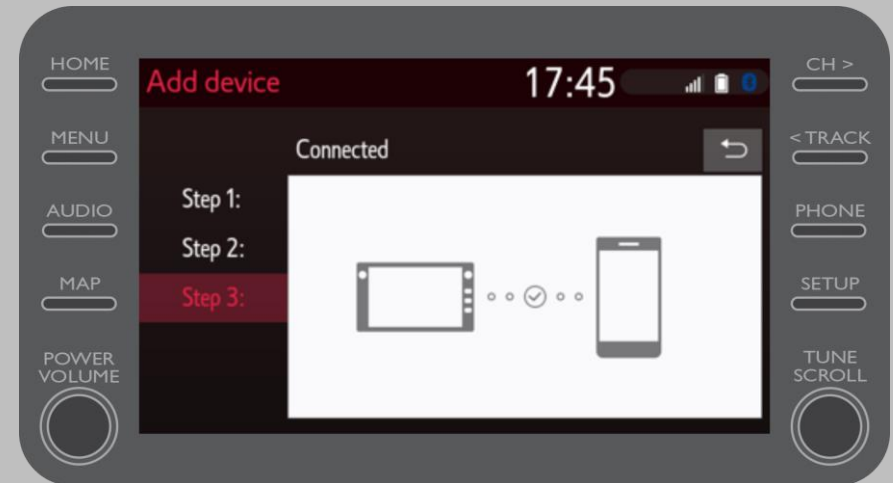 HOME
MENU
AUDIO
MAP
POWER
VOLUME
Add device
17:45
Connected
Step 1:
Step 2:
Step 3:
CH >
< TRACK
PHONE
SETUP
TUNE
SCROLL